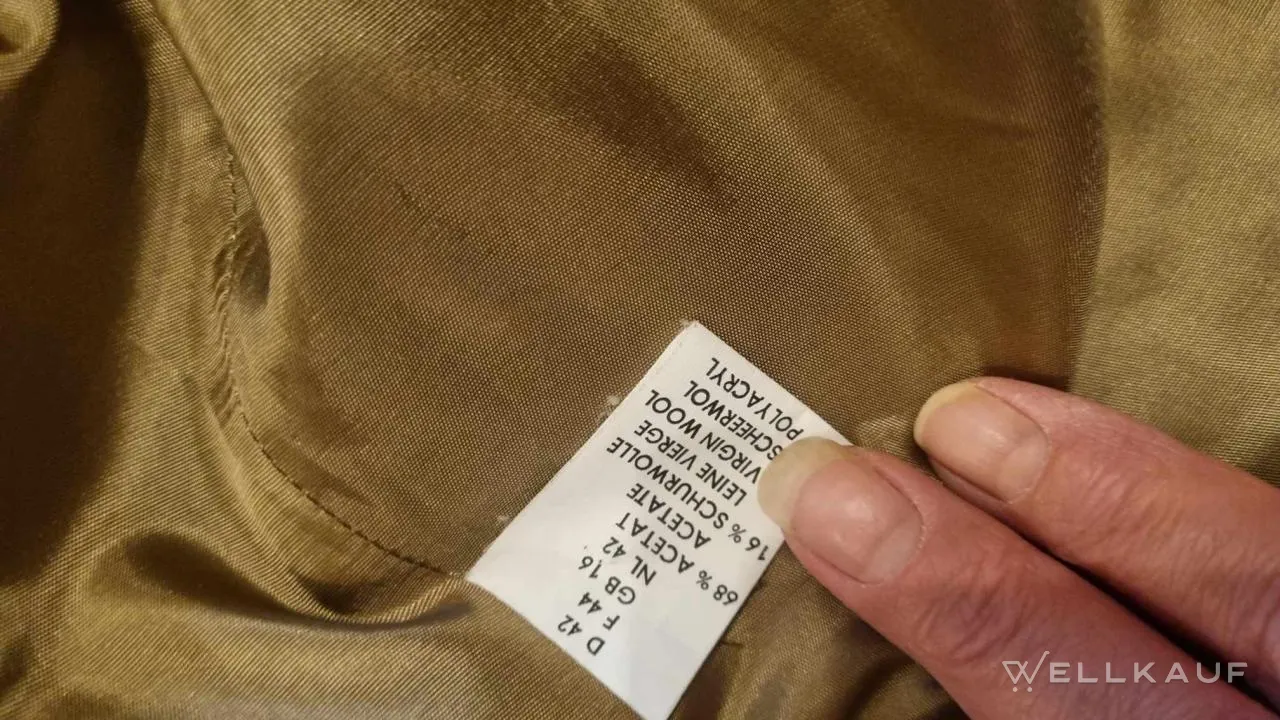 D 42
F 44
GB 16
NL 42
68% ACETAT
ACETATE
16% SCHURWOLLE
LEINE VIERGE
VIRGIN WOOL
SCHEERWOL
POLYACRYL
WELLKAUF